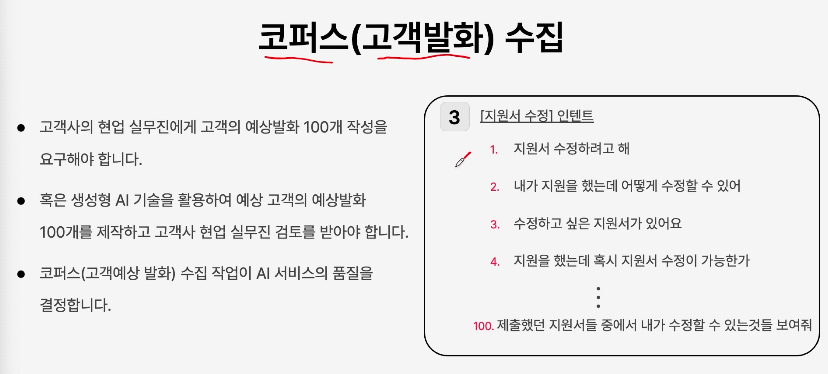 코퍼스(고객발화) 수집
● 고객사의 현업 실무진에게 고객의 예상발화 100개 작성을
요구해야 합니다.
● 혹은 생성형 AI 기술을 활용하여 예상 고객의 예상발화
100개를 제작하고 고객사 현업 실무진 검토를 받아야 합니다.
● 코퍼스(고객예상 발화) 수집 작업이 AI 서비스의 품질을
결정합니다.
3 [지원서 수정] 인텐트
1. 지원서 수정하려고 해
2. 내가 지원을 했는데 어떻게 수정할 수 있어
3. 수정하고 싶은 지원서가 있어요
4. 지원을 했는데 혹시 지원서 수정이 가능한가
⋮
100. 제출했던 지원서들 중에서 내가 수정할 수 있는것들 보여줘